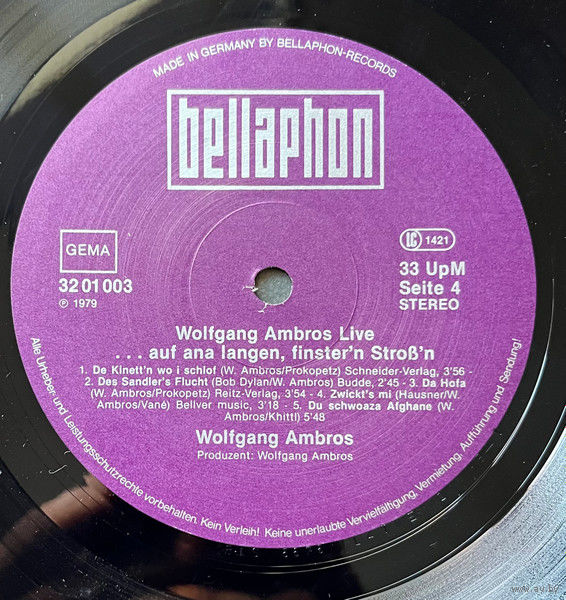 MADE IN GERMANY BY BELLAPHON-RECORDS
bellaphon
GEMA
32 01 003
℗ 1979
LC 1421
33 UpM
Seite 4
STEREO
Wolfgang Ambros Live
. . . auf ana langen, finster'n Stroß'n
1. De Kinett'n wo i schlof (W. Ambros/Prokopetz) Schneider-Verlag, 3'56 -
2. Des Sandler's Flucht (Bob Dylan/W. Ambros) Budde, 2'45 - 3. Da Hofa
(W. Ambros/Prokopetz) Reitz-Verlag, 3'54 - 4. Zwickt's mi (Hausner/W.
Ambros/Vané) Bellver music, 3'18 - 5. Du schwoaza Afghane (W.
Ambros/Khittl) 5'48
Wolfgang Ambros
Produzent: Wolfgang Ambros
Alle Urheber- und Leistungsschutzrechte vorbehalten. Kein Verleih! Keine unerlaubte Vervielfältigung, Vermietung, Aufführung und Sendung!